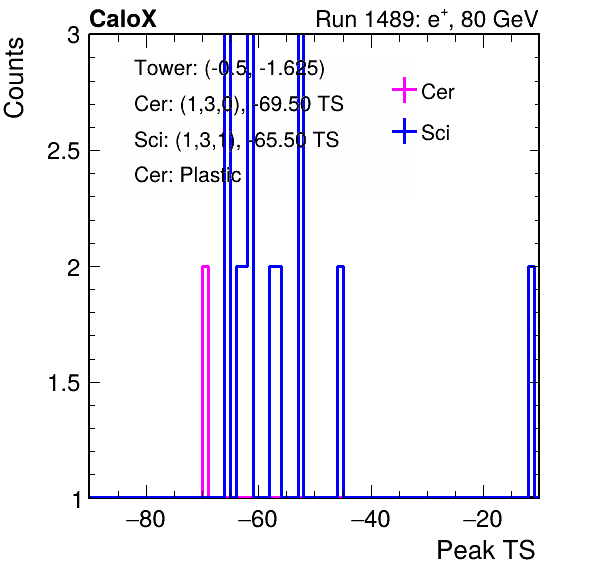 CaloX Run 1489: e+, 80 GeV
Counts
3
2.5
2
1.5
1
Tower: (-0.5, -1.625)
Cer: (1,3,0), -69.50 TS
Sci: (1,3,1), -65.50 TS
Cer: Plastic
Cer
Sci
−80 −60 −40 −20
Peak TS